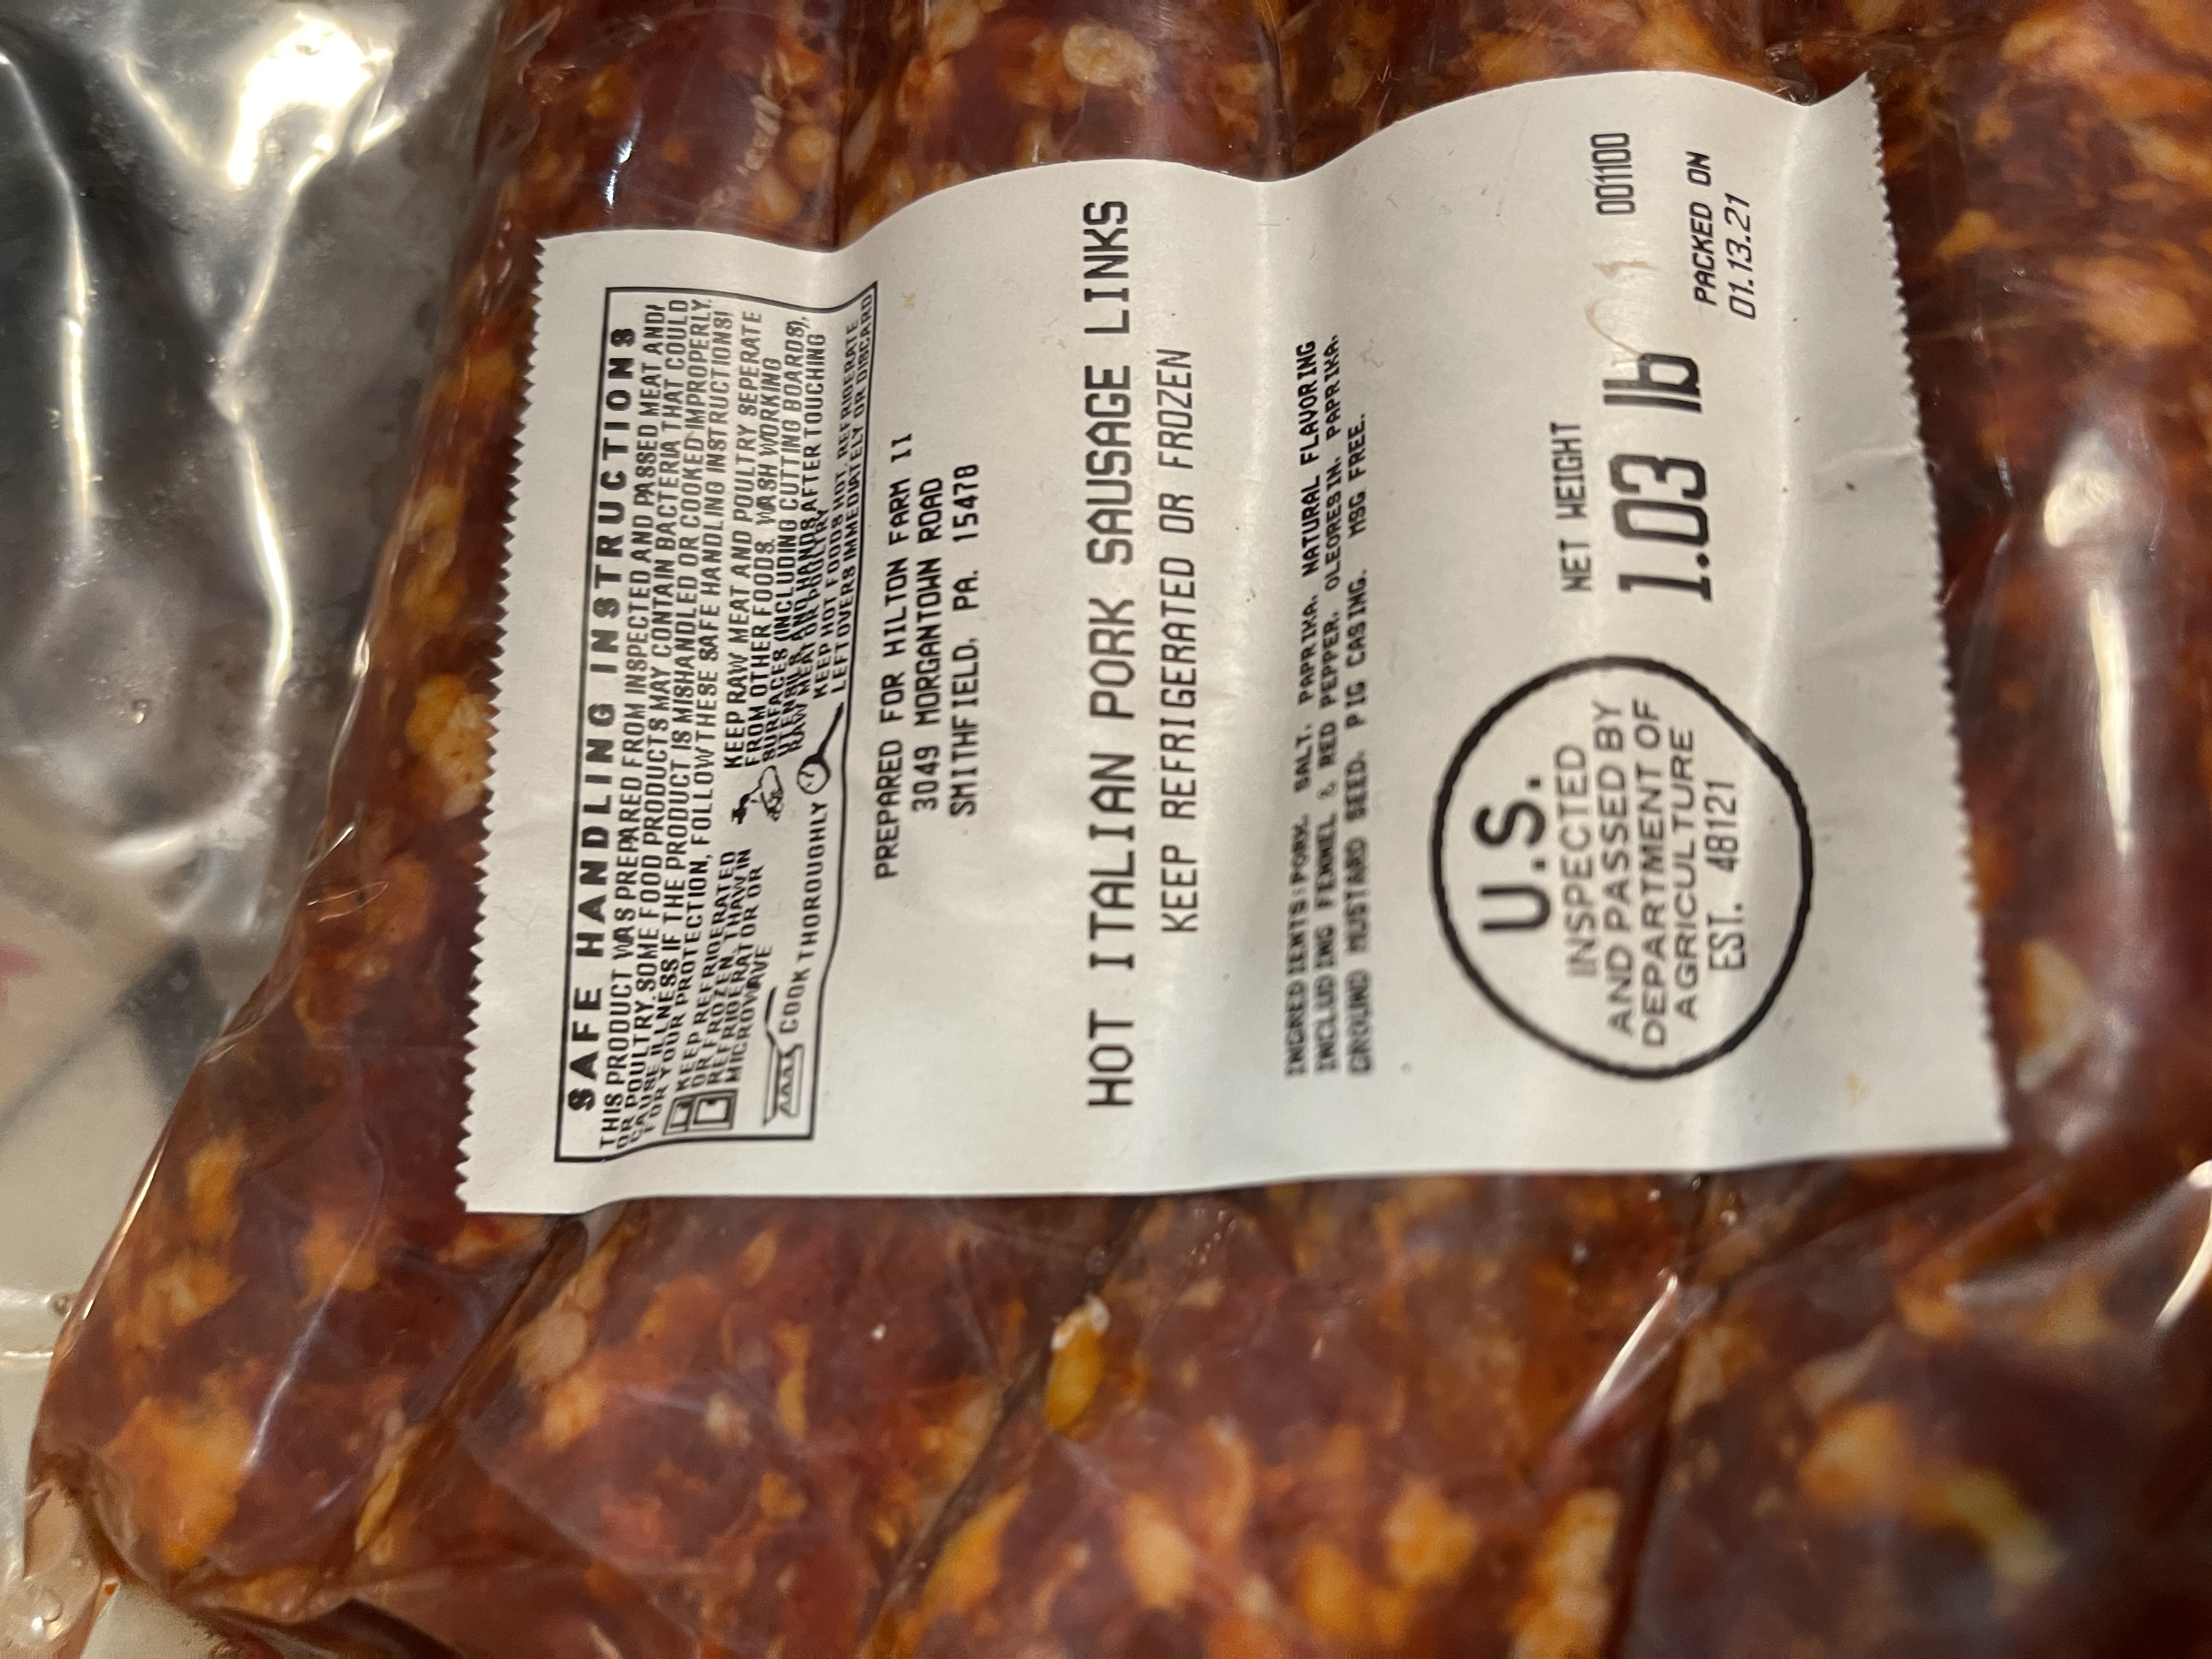 SAFE HANDLING INSTRUCTIONS
THIS PRODUCT WAS PREPARED FROM INSPECTED AND PASSED MEAT AND/
OR POULTRY. SOME FOOD PRODUCTS MAY CONTAIN BACTERIA THAT COULD
CAUSE ILLNESS IF THE PRODUCT IS MISHANDLED OR COOKED IMPROPERLY.
FOR YOUR PROTECTION, FOLLOW THESE SAFE HANDLING INSTRUCTIONS!
KEEP REFRIGERATED
OR FROZEN. THAW IN
REFRIGERATOR OR
MICROWAVE
KEEP RAW MEAT AND POULTRY SEPERATE
FROM OTHER FOODS. WASH WORKING
SURFACES (INCLUDING CUTTING BOARDS),
UTENSILS, AND HANDS AFTER TOUCHING
RAW MEAT OR POULTRY
COOK THOROUGHLY
KEEP HOT FOODS HOT. REFRIGERATE
LEFTOVERS IMMEDIATELY OR DISCARD
PREPARED FOR HILTON FARM 11
3049 MORGANTOWN ROAD
SMITHFIELD, PA. 15478
HOT ITALIAN PORK SAUSAGE LINKS
KEEP REFRIGERATED OR FROZEN
INGREDIENTS:PORK. SALT. PAPRIKA. NATURAL FLAVORING
INCLUDING FENNEL & RED PEPPER. OLEORESIN. PAPRIKA.
GROUND MUSTARD SEED. PIG CASING. MSG FREE.
U.S.
INSPECTED
AND PASSED BY
DEPARTMENT OF
AGRICULTURE
EST. 48121
NET WEIGHT
1.03 lb
001100
PACKED ON
01.13.21